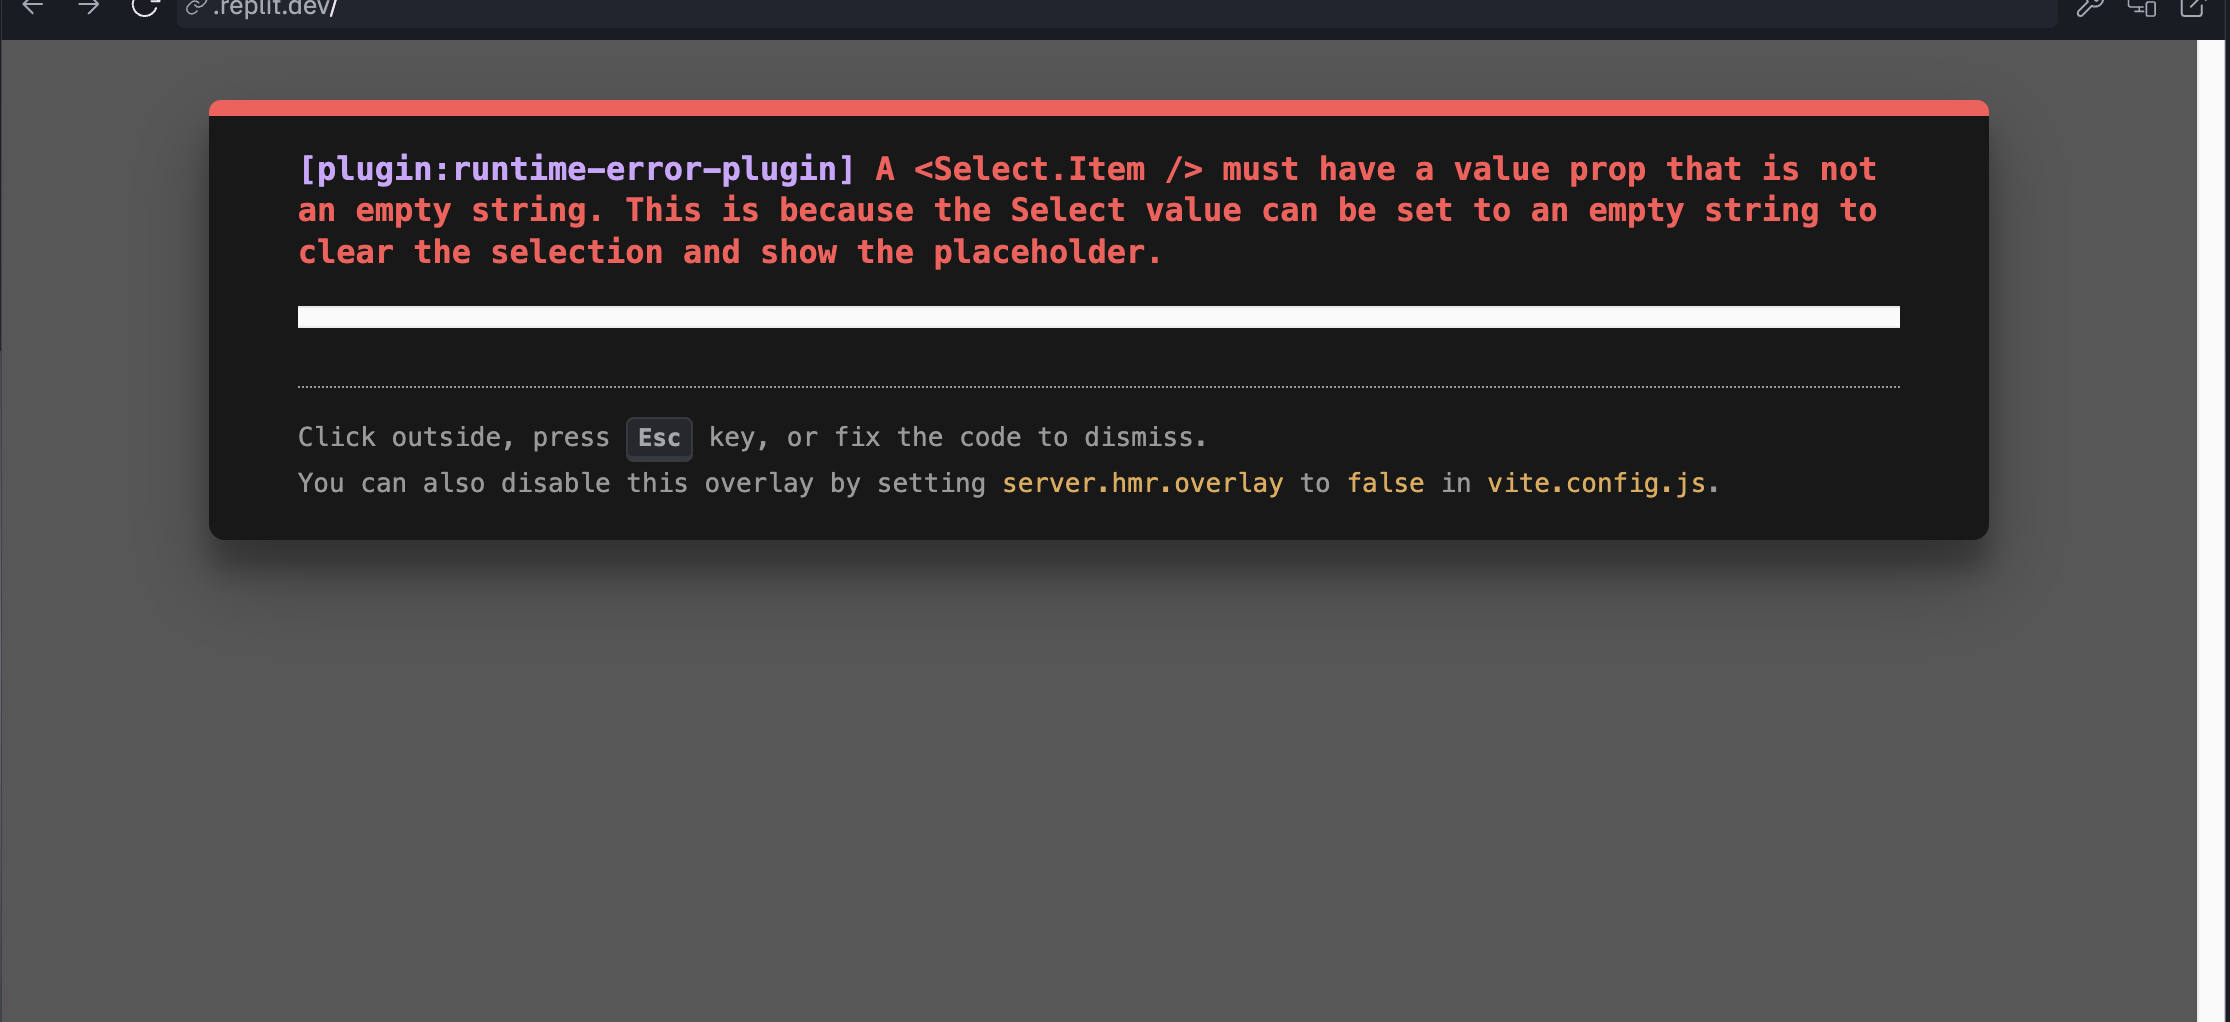 .replit.dev/
[plugin:runtime-error-plugin] A <Select.Item /> must have a value prop that is not
an empty string. This is because the Select value can be set to an empty string to
clear the selection and show the placeholder.
Click outside, press Esc key, or fix the code to dismiss.
You can also disable this overlay by setting server.hmr.overlay to false in vite.config.js.